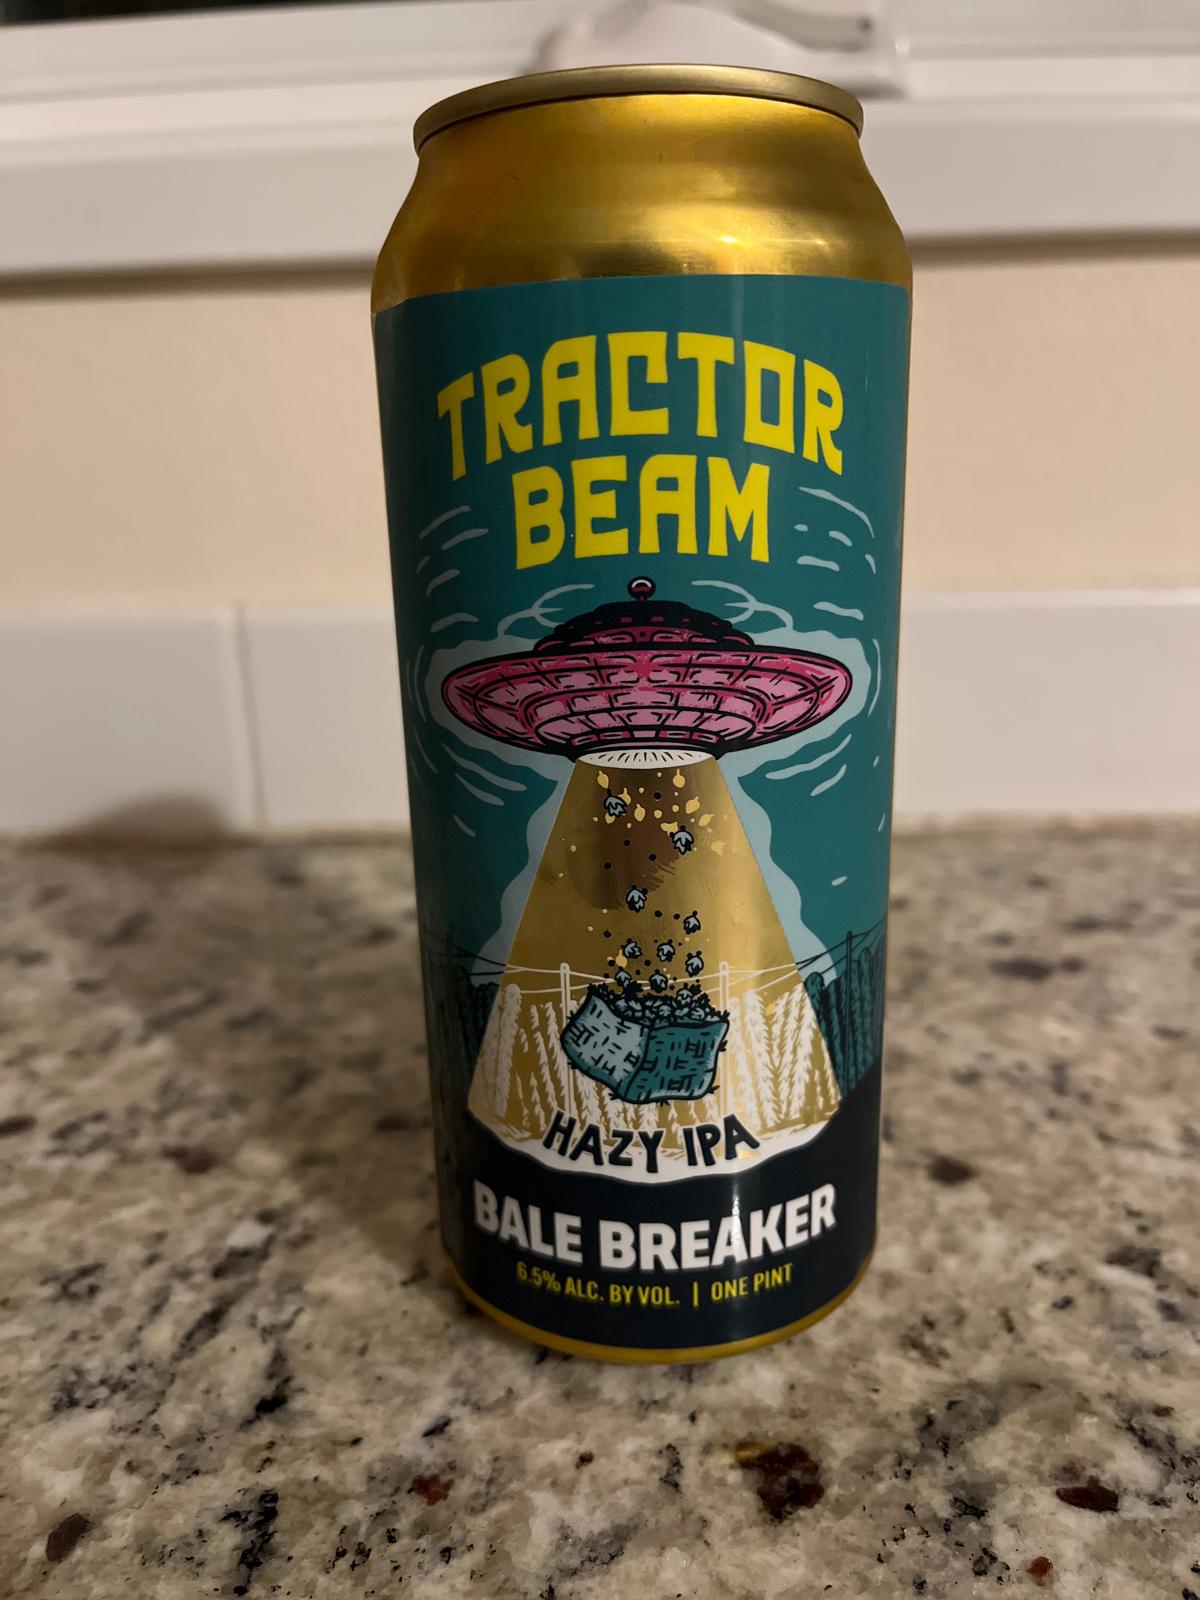 TRACTOR
BEAM
HAZY IPA
BALE BREAKER
6.5% ALC. BY VOL. | ONE PINT